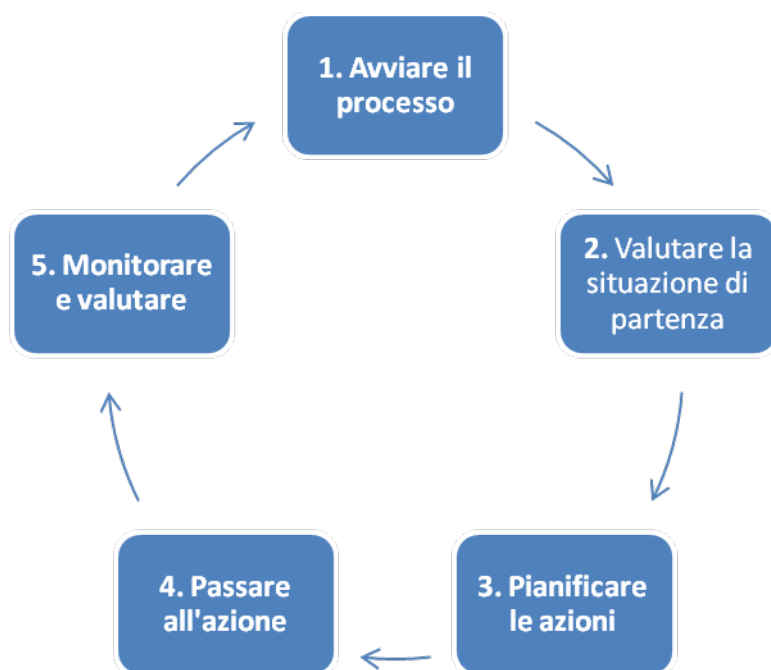 1. Avviare il
processo
2. Valutare la
situazione di
partenza
3. Pianificare
le azioni
4. Passare
all'azione
5. Monitorare
e valutare